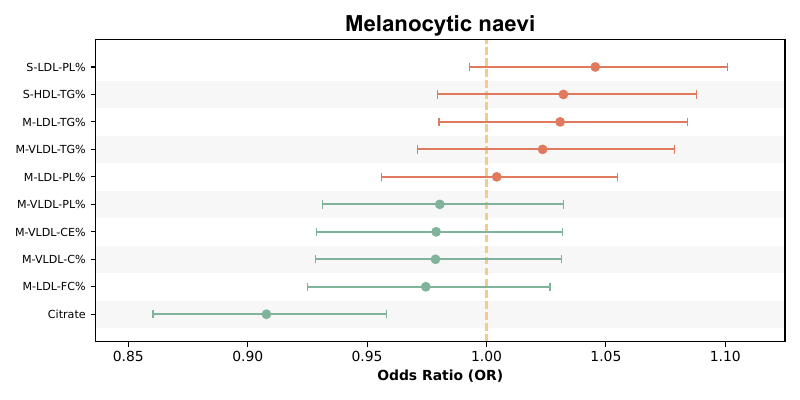 Melanocytic naevi
S-LDL-PL%
S-HDL-TG%
M-LDL-TG%
M-VLDL-TG%
M-LDL-PL%
M-VLDL-PL%
M-VLDL-CE%
M-VLDL-C%
M-LDL-FC%
Citrate
0.85 0.90 0.95 1.00 1.05 1.10
Odds Ratio (OR)